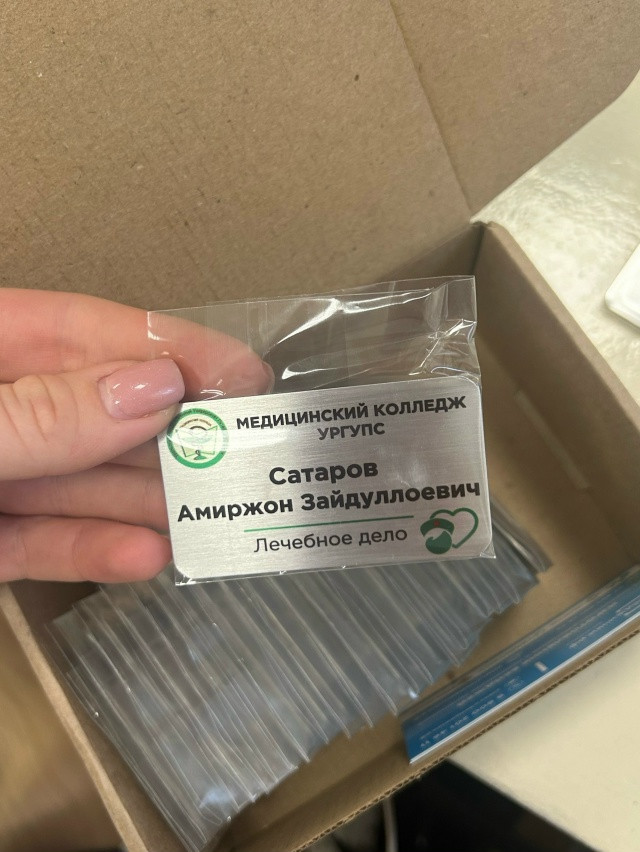 МЕДИЦИНСКИЙ КОЛЛЕДЖ
УРГУПС
Сатаров
Амиржон Зайдуллоевич
Лечебное дело